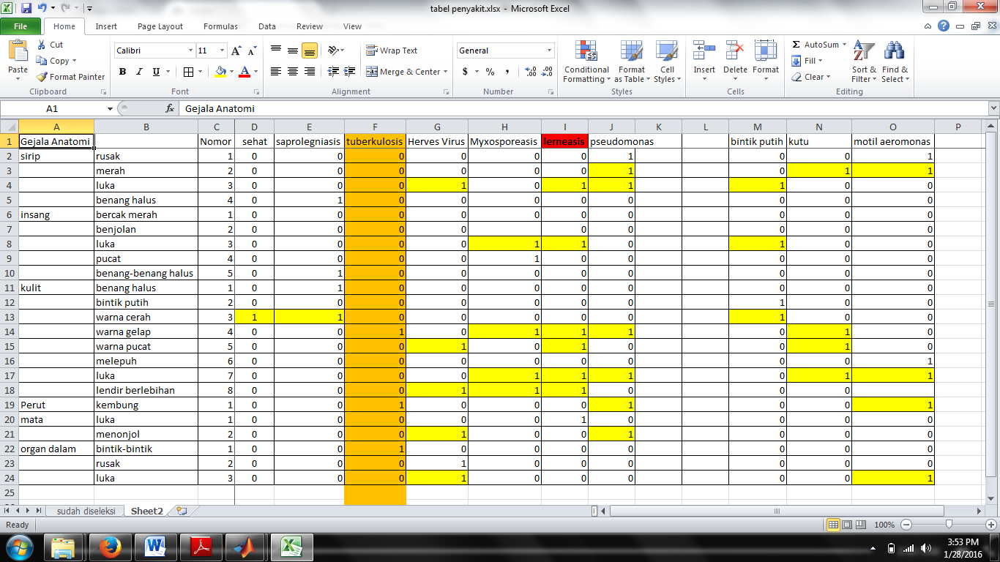 tabel penyakit.xlsx - Microsoft Excel
File Home Insert Page Layout Formulas Data Review View
Paste Cut Copy Format Painter Clipboard
Calibri 11 B I U Font
Wrap Text Merge & Center Alignment
General $ % , Number
Conditional Formatting Format as Table Cell Styles Styles
Insert Delete Format Cells
Σ AutoSum Fill Clear Sort & Filter Find & Select Editing
A1 fx Gejala Anatomi
A B C D E F G H I J K L M N O P
1 Gejala Anatomi Nomor sehat saprolegniasis tuberkulosis Herves Virus Myxosporeasis lerneasis pseudomonas bintik putih kutu motil aeromonas
2 sirip rusak 1 0 0 0 0 0 0 1 0 0 1
3 merah 2 0 0 0 0 0 0 1 0 1 1
4 luka 3 0 0 0 1 0 1 1 1 0 0
5 benang halus 4 0 1 0 0 0 0 0 0 0 0
6 insang bercak merah 1 0 0 0 0 0 0 0 0 0 0
7 benjolan 2 0 0 0 0 0 0 0 0 0
8 luka 3 0 0 0 0 1 1 0 1 0 0
9 pucat 4 0 0 0 0 1 0 0 0 0 0
10 benang-benang halus 5 0 1 0 0 0 0 0 0 0 0
11 kulit benang halus 1 0 1 0 0 0 0 0 0 0 0
12 bintik putih 2 0 0 0 0 0 0 0 1 0 0
13 warna cerah 3 1 1 0 0 0 0 0 1 0 0
14 warna gelap 4 0 0 1 0 1 1 1 0 1 0
15 warna pucat 5 0 0 0 1 0 1 0 0 1 0
16 melepuh 6 0 0 0 0 0 0 0 0 0 1
17 luka 7 0 0 0 0 1 1 1 0 1 1
18 lendir berlebihan 8 0 0 0 1 1 1 0 0 0 0
19 Perut kembung 1 0 0 1 0 0 0 1 0 0 1
20 mata luka 1 0 0 0 0 0 1 0 0 0 0
21 menonjol 2 0 0 0 1 0 0 1 0 0 0
22 organ dalam bintik-bintik 1 0 0 1 0 0 0 0 0 0 0
23 rusak 2 0 0 0 1 0 0 0 0 0 0
24 luka 3 0 0 0 1 0 0 0 0 0 1
25
sudah diseleksi Sheet2
Ready 100%
3:53 PM
1/28/2016